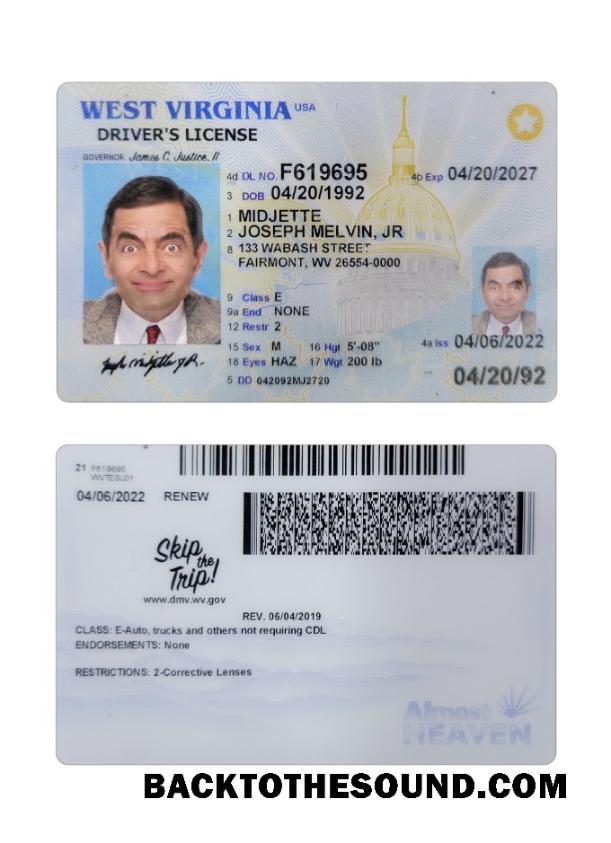 WEST VIRGINIA USA
DRIVER'S LICENSE
GOVERNOR James C. Justice, II
4d DL NO. F619695
4b Exp 04/20/2027
3 DOB 04/20/1992
1 MIDJETTE
2 JOSEPH MELVIN, JR
8 133 WABASH STREET
FAIRMONT, WV 26554-0000
9 Class E
9a End NONE
12 Restr 2
15 Sex M 16 Hgt 5'-08"
4a Iss 04/06/2022
18 Eyes HAZ 17 Wgt 200 lb
5 DD 042092MJ2720
04/20/92
21 F619695
WVTESL01
04/06/2022 RENEW
Skip
the
Trip!
www.dmv.wv.gov
REV. 06/04/2019
CLASS: E-Auto, trucks and others not requiring CDL
ENDORSEMENTS: None
RESTRICTIONS: 2-Corrective Lenses
Almost
HEAVEN
BACKTOTHESOUND.COM